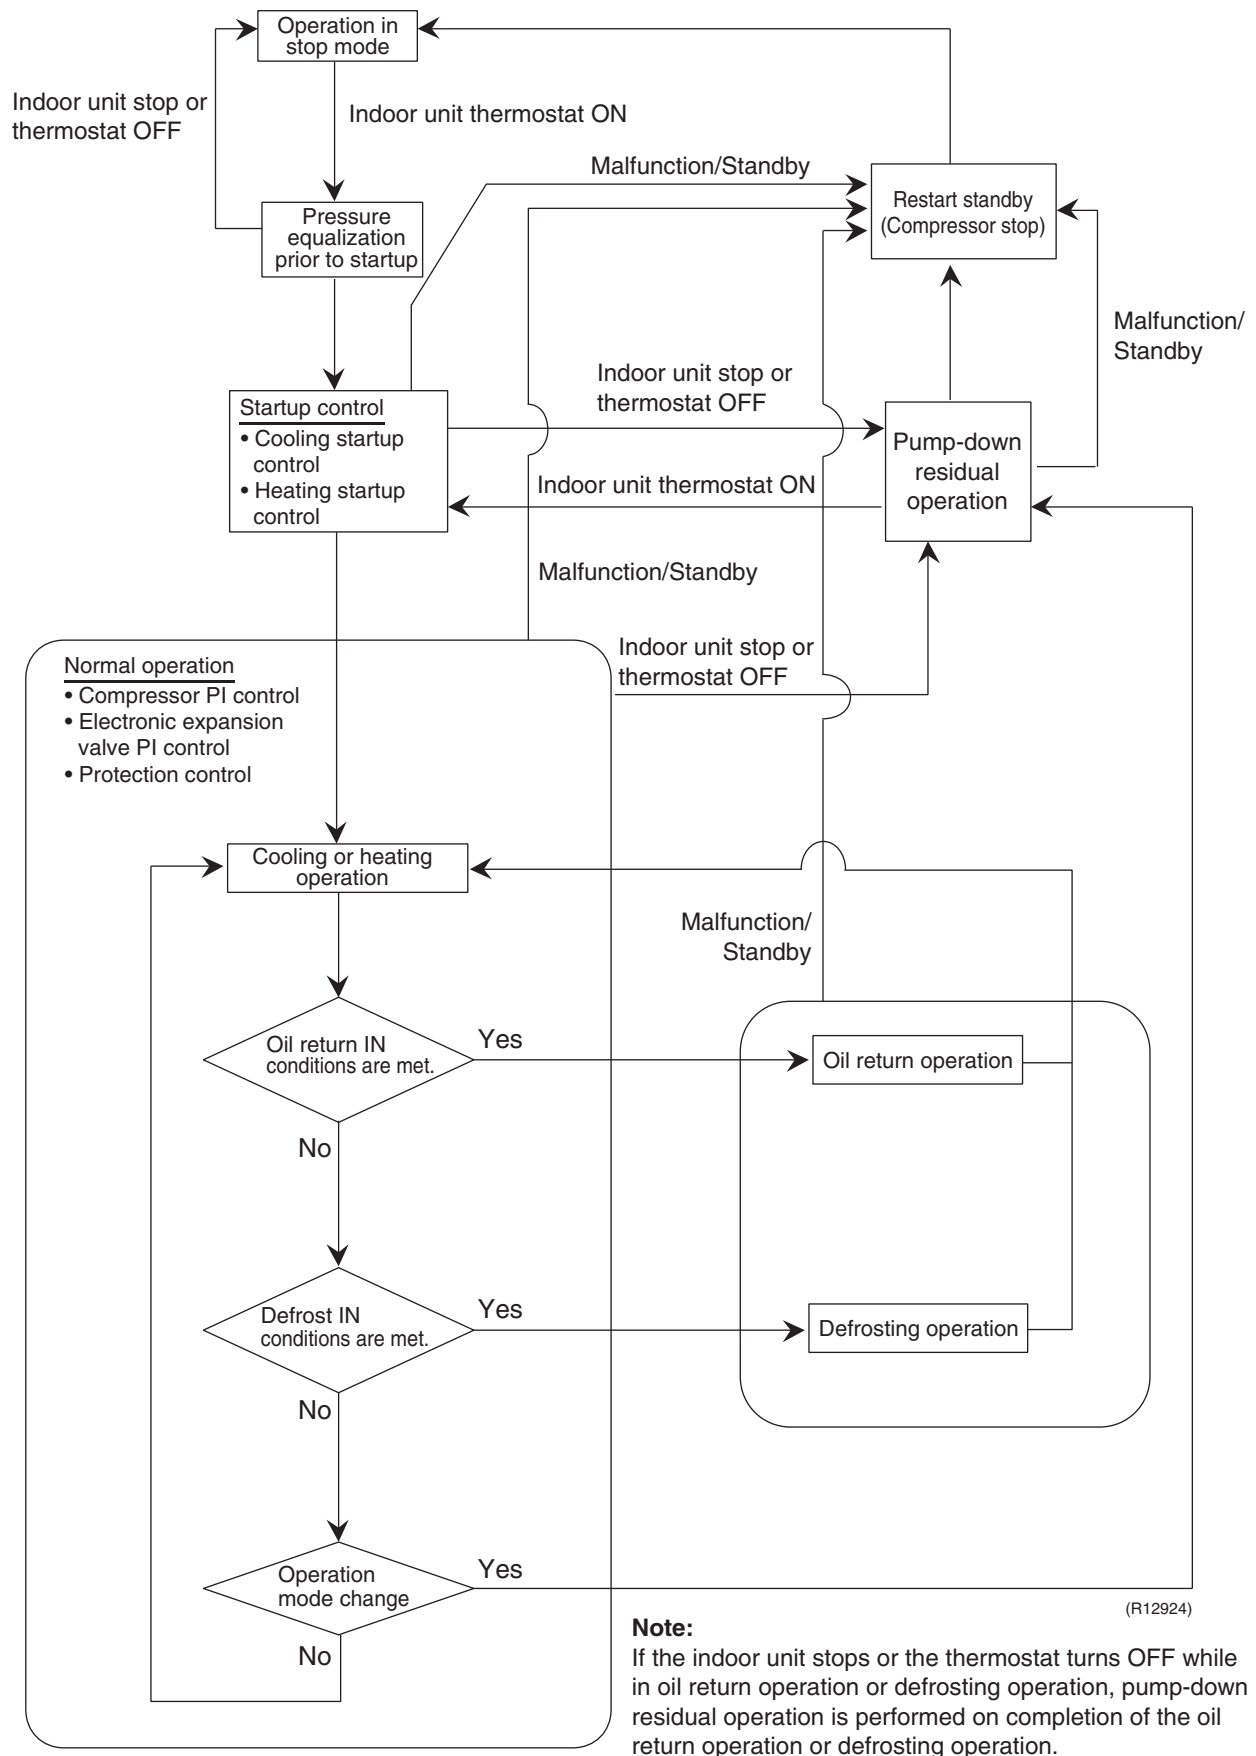 Operation in
stop mode
Indoor unit stop or
thermostat OFF
Indoor unit thermostat ON
Malfunction/Standby
Restart standby
(Compressor stop)
Pressure
equalization
prior to startup
Malfunction/
Standby
Indoor unit stop or
thermostat OFF
Startup control
• Cooling startup
control
• Heating startup
control
Pump-down
residual
operation
Indoor unit thermostat ON
Malfunction/Standby
Indoor unit stop or
thermostat OFF
Normal operation
• Compressor PI control
• Electronic expansion
valve PI control
• Protection control
Cooling or heating
operation
Malfunction/
Standby
Oil return IN
conditions are met.
Yes
Oil return operation
No
Defrost IN
conditions are met.
Yes
Defrosting operation
No
Operation
mode change
Yes
No
(R12924)
Note:
If the indoor unit stops or the thermostat turns OFF while
in oil return operation or defrosting operation, pump-down
residual operation is performed on completion of the oil
return operation or defrosting operation.